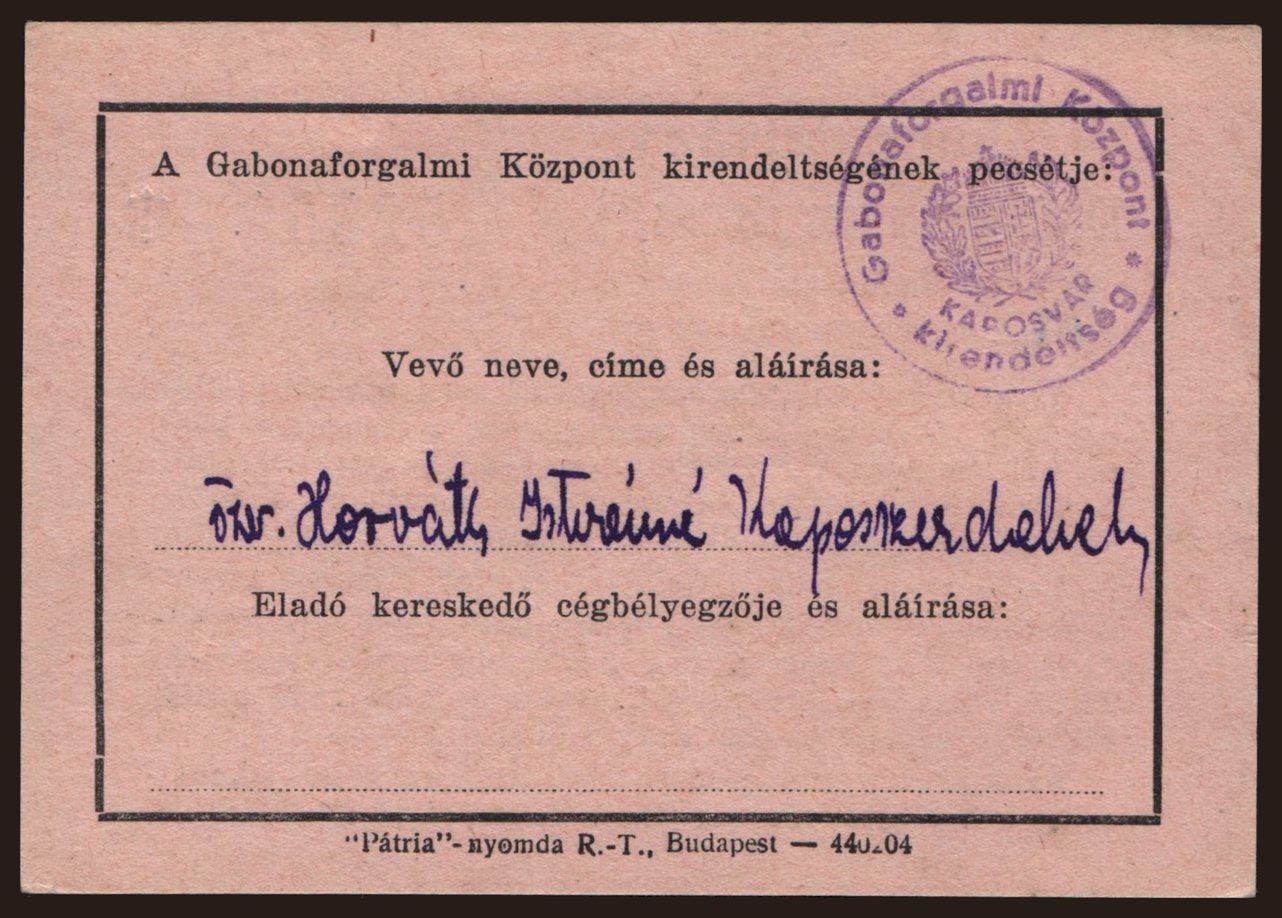 Gabonaforgalmi Központ
A Gabonaforgalmi Központ kirendeltségének pecsétje:
KAPOSVÁR
* kirendeltség *
Vevő neve, címe és aláírása:
özv. Horváth Istvánné Kaposszerdahely
Eladó kereskedő cégbélyegzője és aláírása:
"Pátria"-nyomda R.-T., Budapest — 440204